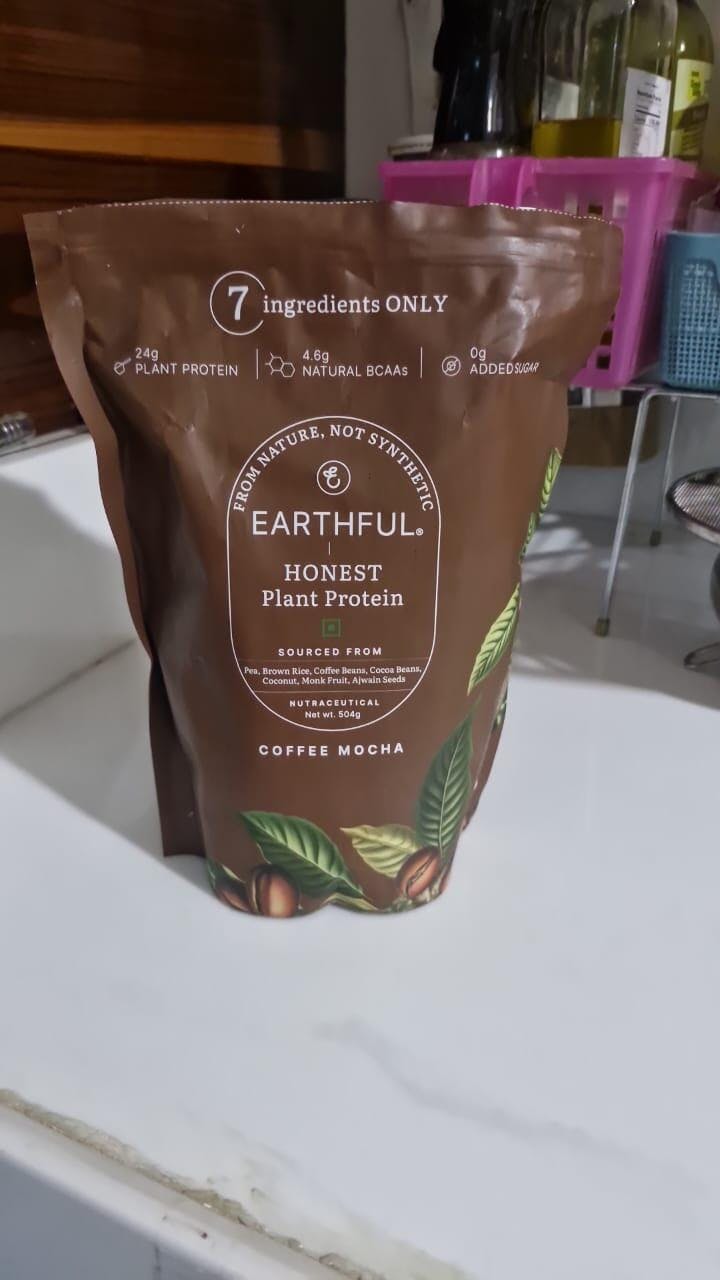 7 ingredients ONLY
24g
PLANT PROTEIN
4.6g
NATURAL BCAAs
0g
ADDED SUGAR
FROM NATURE, NOT SYNTHETIC
EARTHFUL®
HONEST
Plant Protein
SOURCED FROM
Pea, Brown Rice, Coffee Beans, Cocoa Beans,
Coconut, Monk Fruit, Ajwain Seeds
NUTRACEUTICAL
Net wt. 504g
COFFEE MOCHA